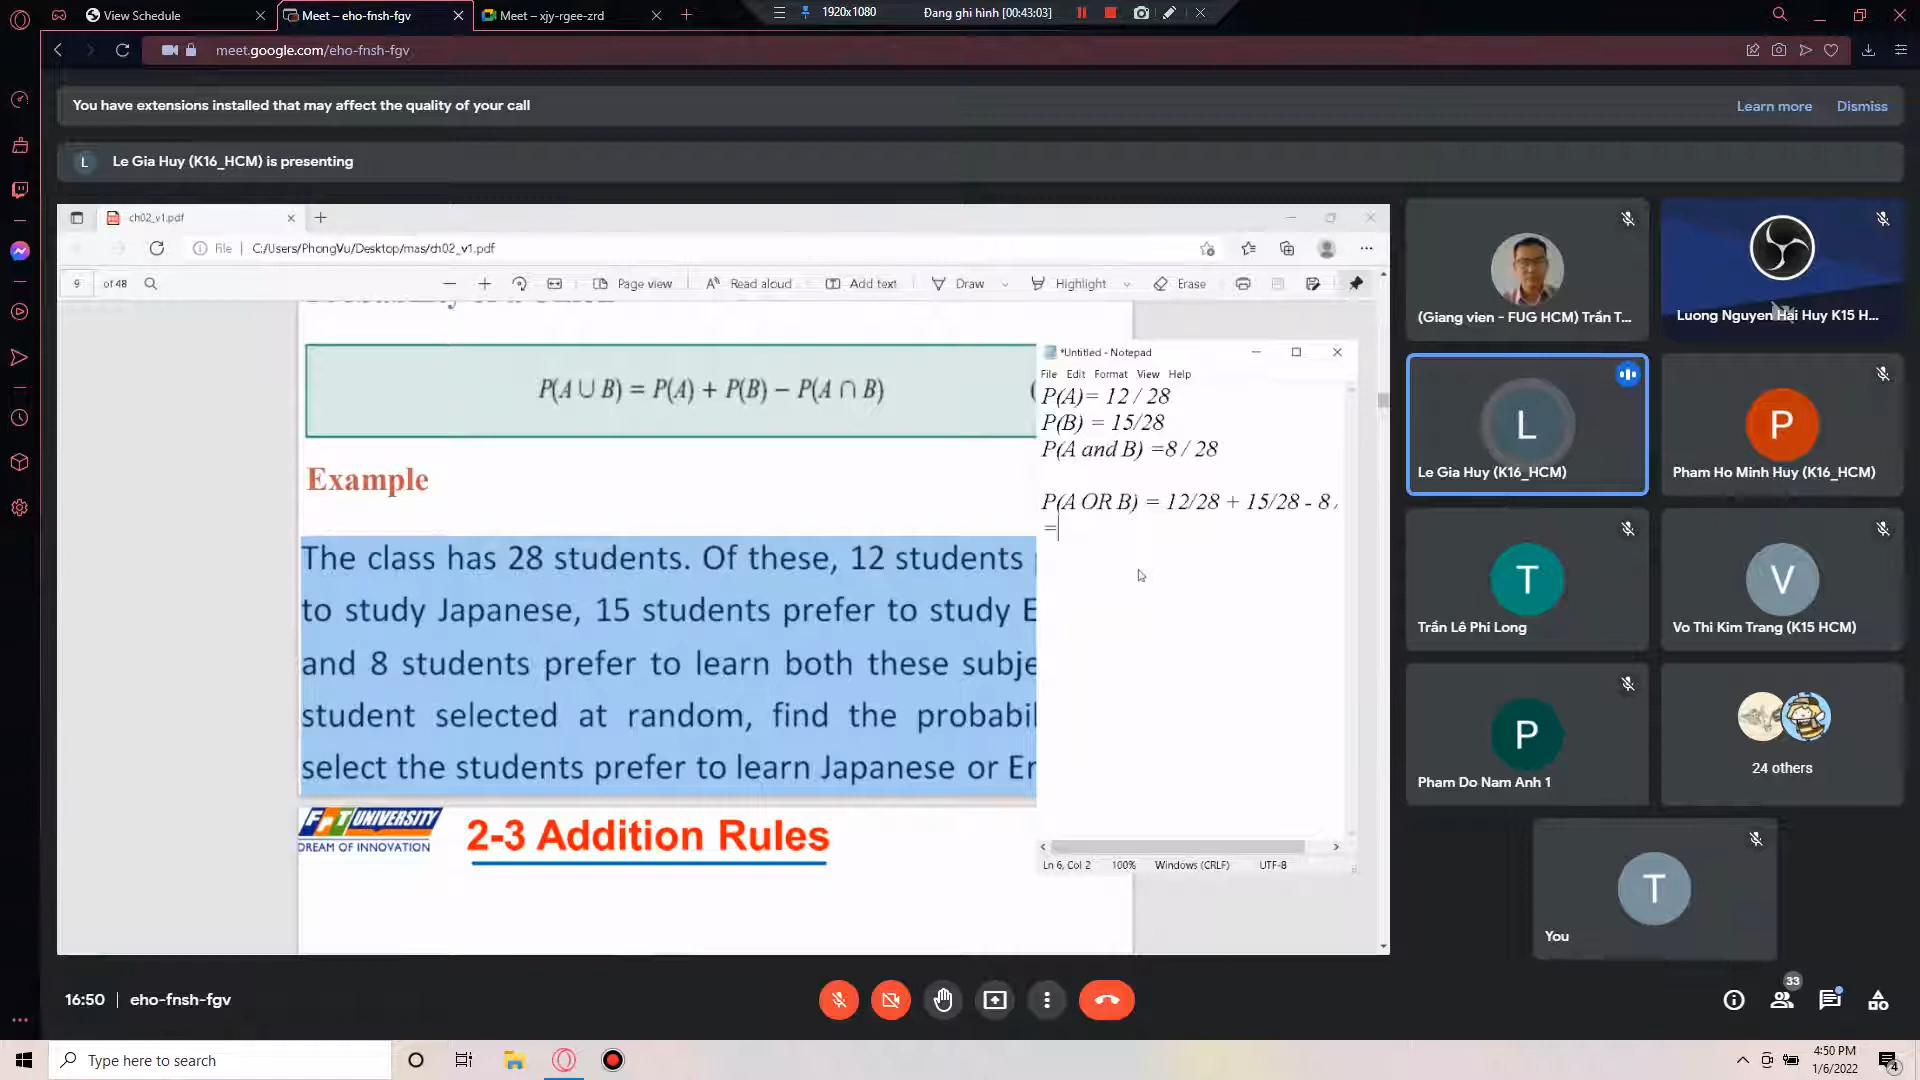 View Schedule
Meet – eho-fnsh-fgv
Meet – xjy-rgee-zrd
1920x1080
Đang ghi hình [00:43:03]
meet.google.com/eho-fnsh-fgv
You have extensions installed that may affect the quality of your call
Learn more
Dismiss
L
Le Gia Huy (K16_HCM) is presenting
ch02_v1.pdf
File
C:/Users/PhongVu/Desktop/mas/ch02_v1.pdf
9
of 48
Page view
Read aloud
Add text
Draw
Highlight
Erase
P(A ∪ B) = P(A) + P(B) − P(A ∩ B)
Example
The class has 28 students. Of these, 12 students
to study Japanese, 15 students prefer to study
and 8 students prefer to learn both these
student selected at random, find the
select the students prefer to learn Japanese or
FPT UNIVERSITY
DREAM OF INNOVATION
2-3 Addition Rules
*Untitled - Notepad
File Edit Format View Help
P(A)= 12 / 28
P(B) = 15/28
P(A and B) =8 / 28
P(A OR B) = 12/28 + 15/28 - 8
=
Ln 6, Col 2
100%
Windows (CRLF)
UTF-8
(Giang vien - FUG HCM) Trần T...
Luong Nguyen Hai Huy K15 H...
L
Le Gia Huy (K16_HCM)
P
Pham Ho Minh Huy (K16_HCM)
T
Trần Lê Phi Long
V
Vo Thi Kim Trang (K15 HCM)
P
Pham Do Nam Anh 1
24 others
T
You
16:50
eho-fnsh-fgv
33
Type here to search
4:50 PM
1/6/2022
4